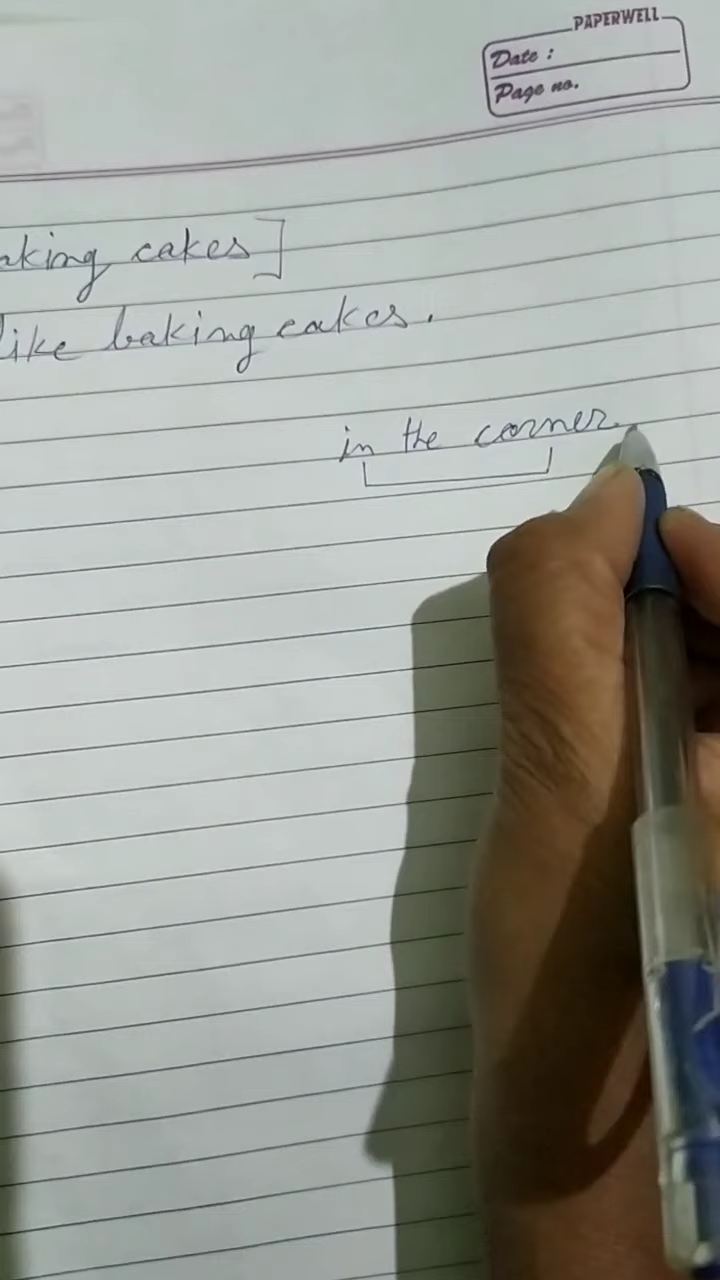 PAPERWELL
Date :
Page no.
aking cakes]
like baking cakes.
in the corner.